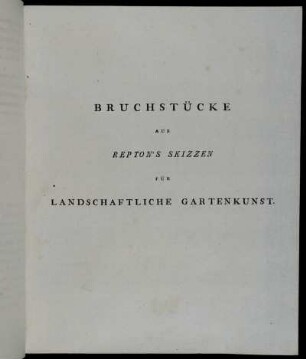 BRUCHSTÜCKE
AUS
REPTON'S SKIZZEN
FÜR
LANDSCHAFTLICHE GARTENKUNST.